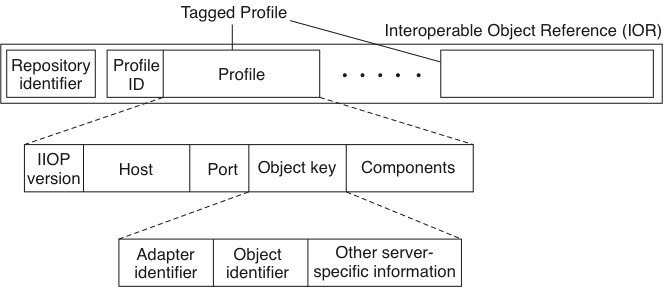 Tagged Profile
Interoperable Object Reference (IOR)
Repository
identifier
Profile
ID
Profile
IIOP
version
Host
Port
Object key
Components
Adapter
identifier
Object
identifier
Other server-
specific information